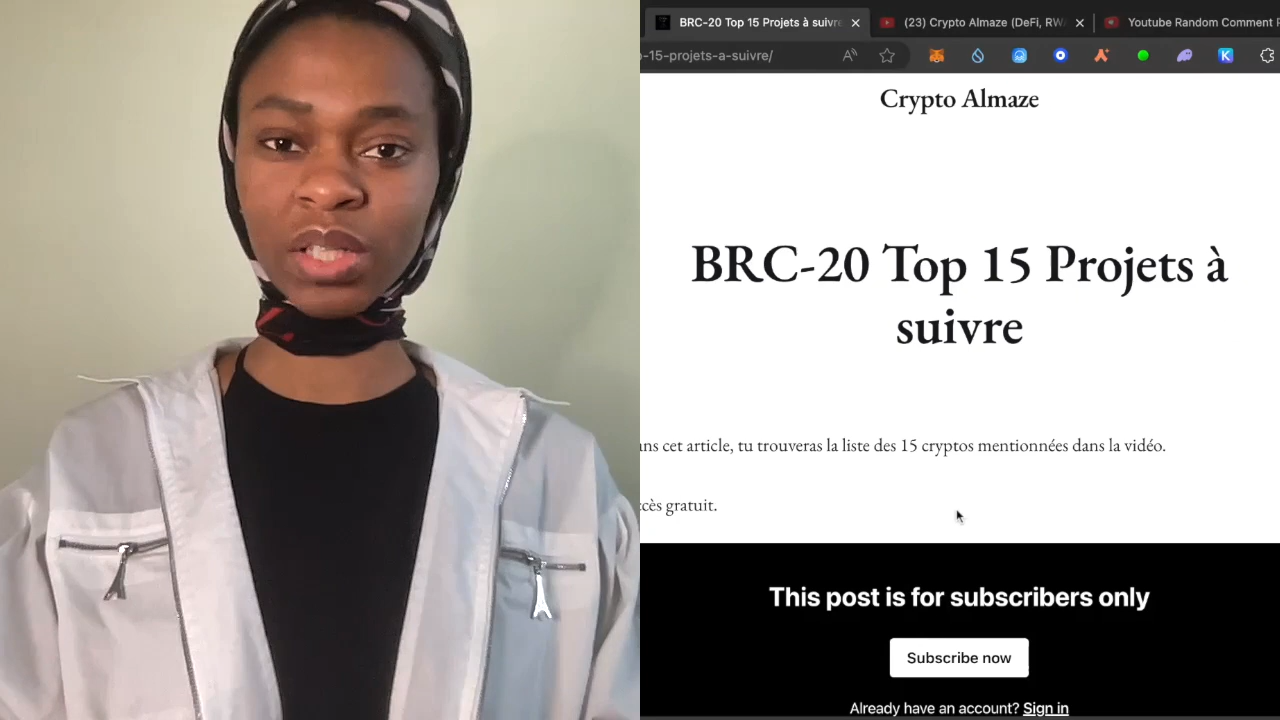 BRC-20 Top 15 Projets à suivre
(23) Crypto Almaze (DeFi, RW
Youtube Random Comment P
-15-projets-a-suivre/
Crypto Almaze
BRC-20 Top 15 Projets à
suivre
ns cet article, tu trouveras la liste des 15 cryptos mentionnées dans la vidéo.
cès gratuit.
This post is for subscribers only
Subscribe now
Already have an account? Sign in